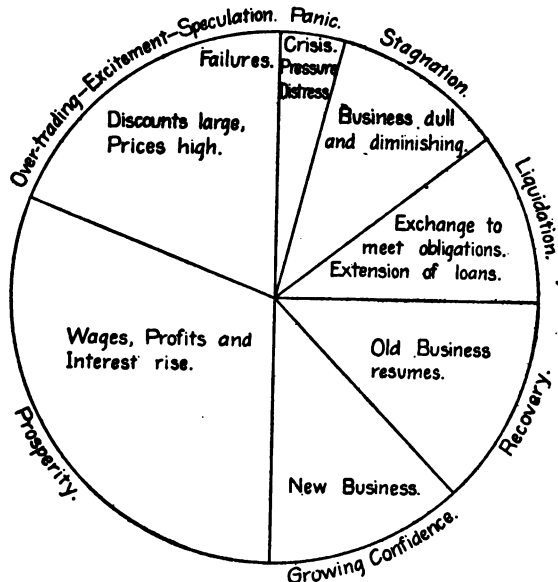 Over-trading-Excitement-Speculation.
Panic.
Stagnation.
Liquidation.
Recovery.
Growing Confidence.
Prosperity.
Failures.
Discounts large,
Prices high.
Crisis.
Pressure
Distress
Business dull
and diminishing.
Exchange to
meet obligations.
Extension of loans.
Old Business
resumes.
New Business.
Wages, Profits and
Interest rise.